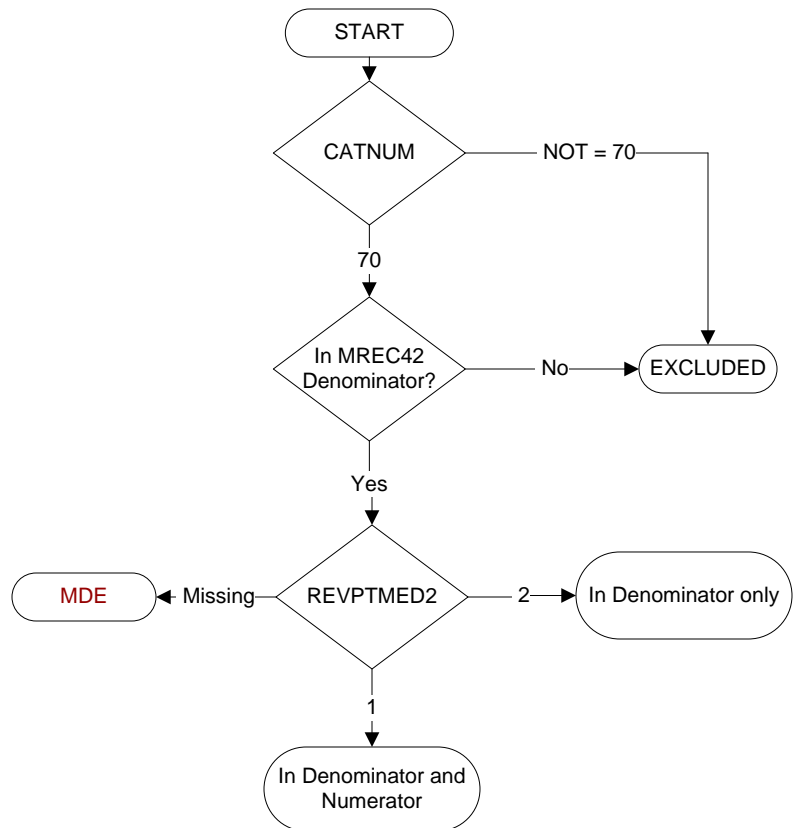 START
CATNUM
NOT = 70
70
In MREC42
Denominator?
No
EXCLUDED
Yes
MDE
Missing
REVPTMED2
2
In Denominator only
1
In Denominator and
Numerator